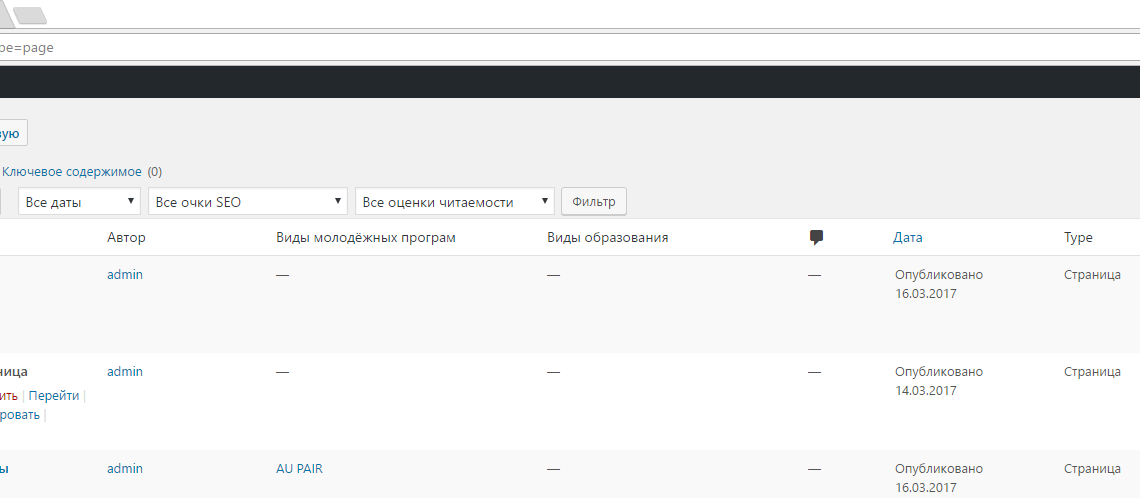 pe=page
вую
Ключевое содержимое (0)
Все даты Все очки SEO Все оценки читаемости Фильтр
Автор Виды молодёжных програм Виды образования Дата Type
admin — — — Опубликовано Страница
16.03.2017
ница admin — — — Опубликовано Страница
ить | Перейти | 14.03.2017
ровать |
ы admin AU PAIR — — Опубликовано Страница
16.03.2017